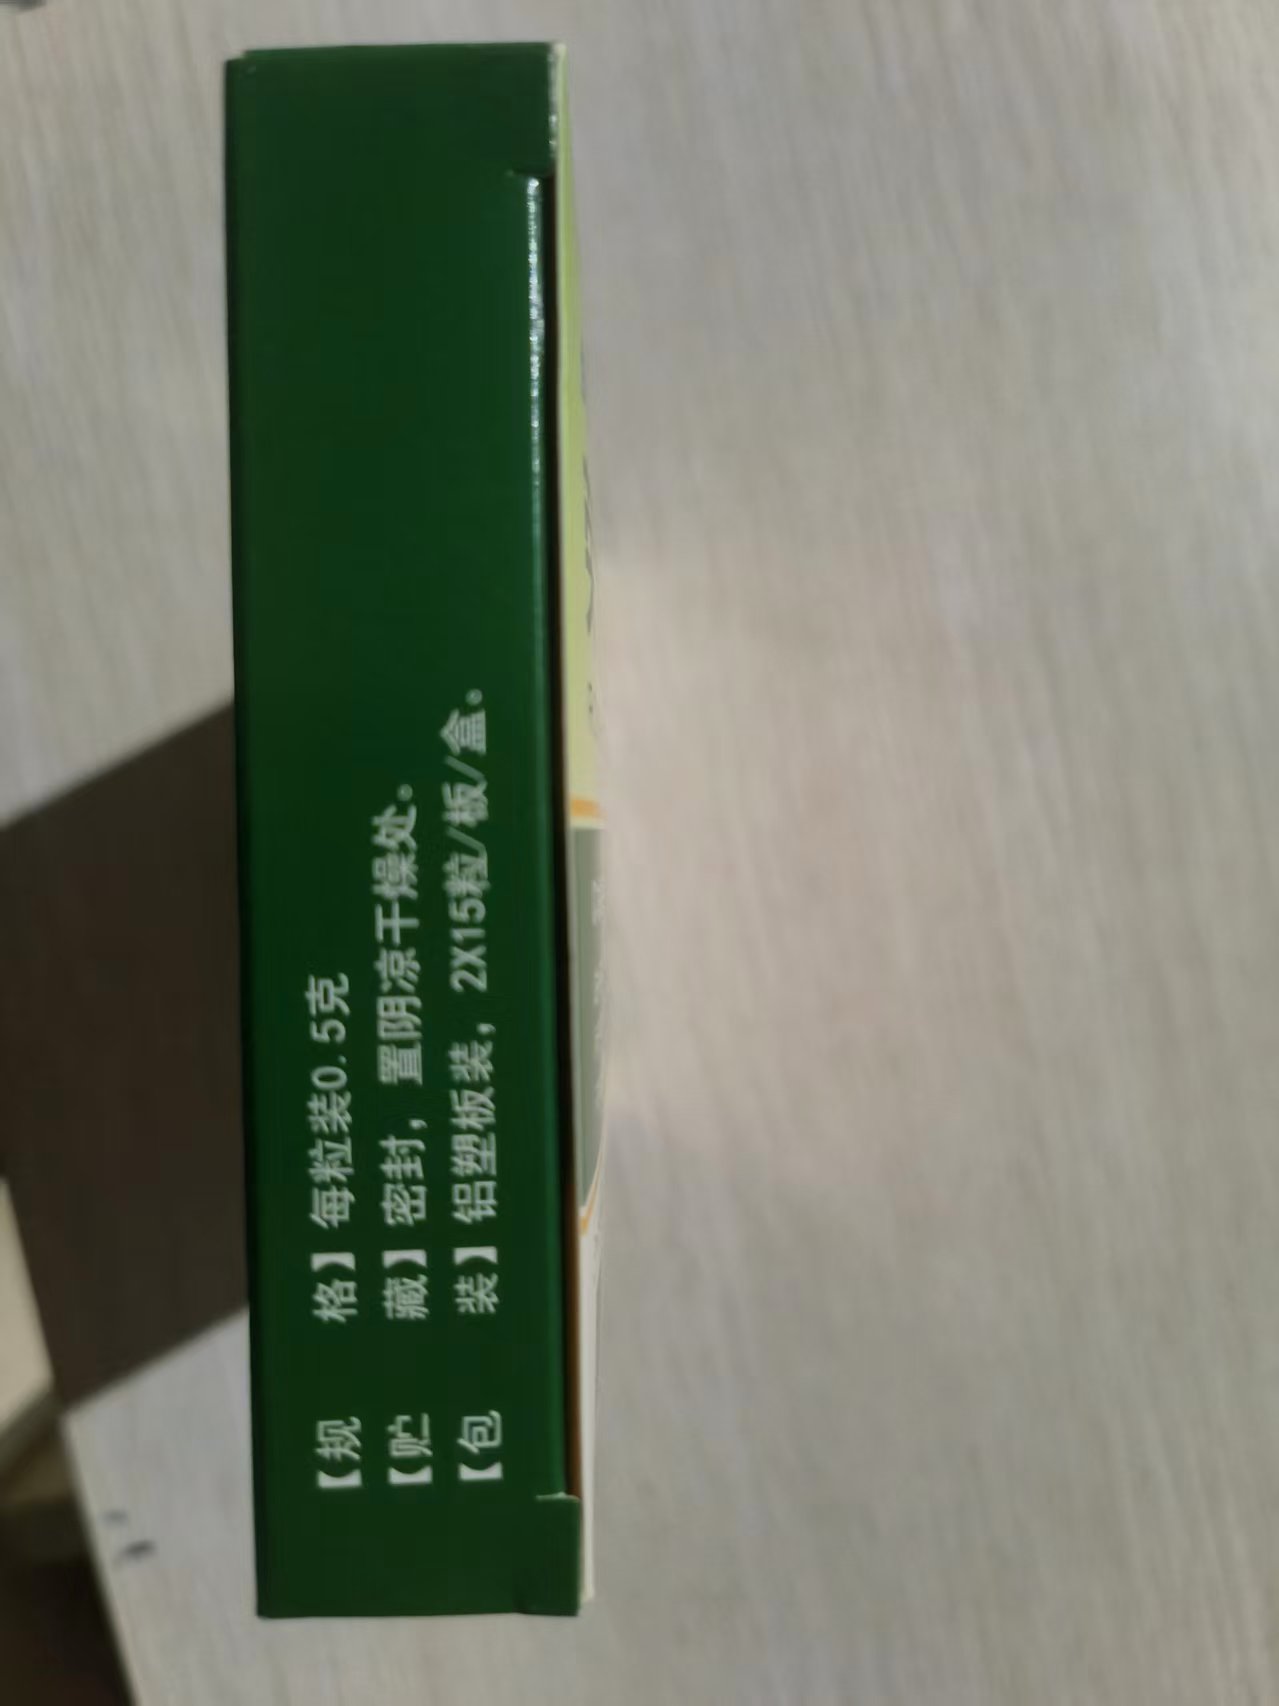 【规 格】每粒装0.5克
【贮 藏】密封，置阴凉干燥处。
【包 装】铝塑板装，2X15粒/板/盒。